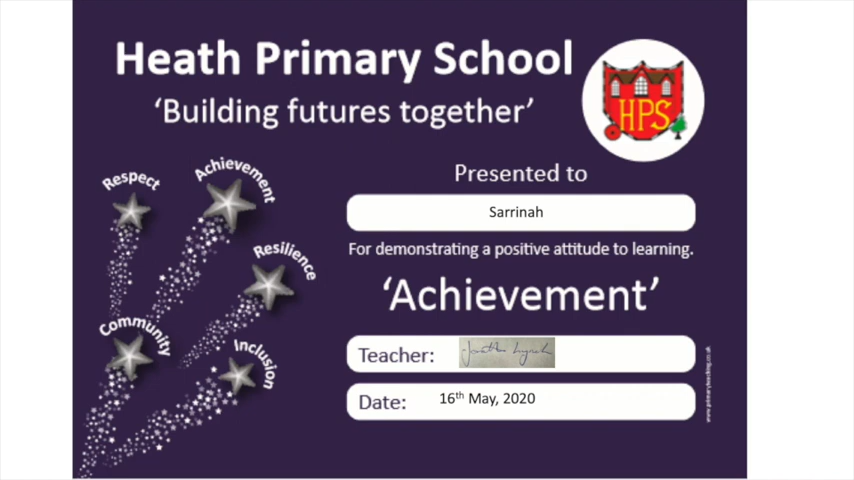 Heath Primary School
‘Building futures together’
HPS
Presented to
Sarrinah
For demonstrating a positive attitude to learning.
‘Achievement’
Teacher:
Date: 16th May, 2020
Respect
Achievement
Resilience
Community
Inclusion